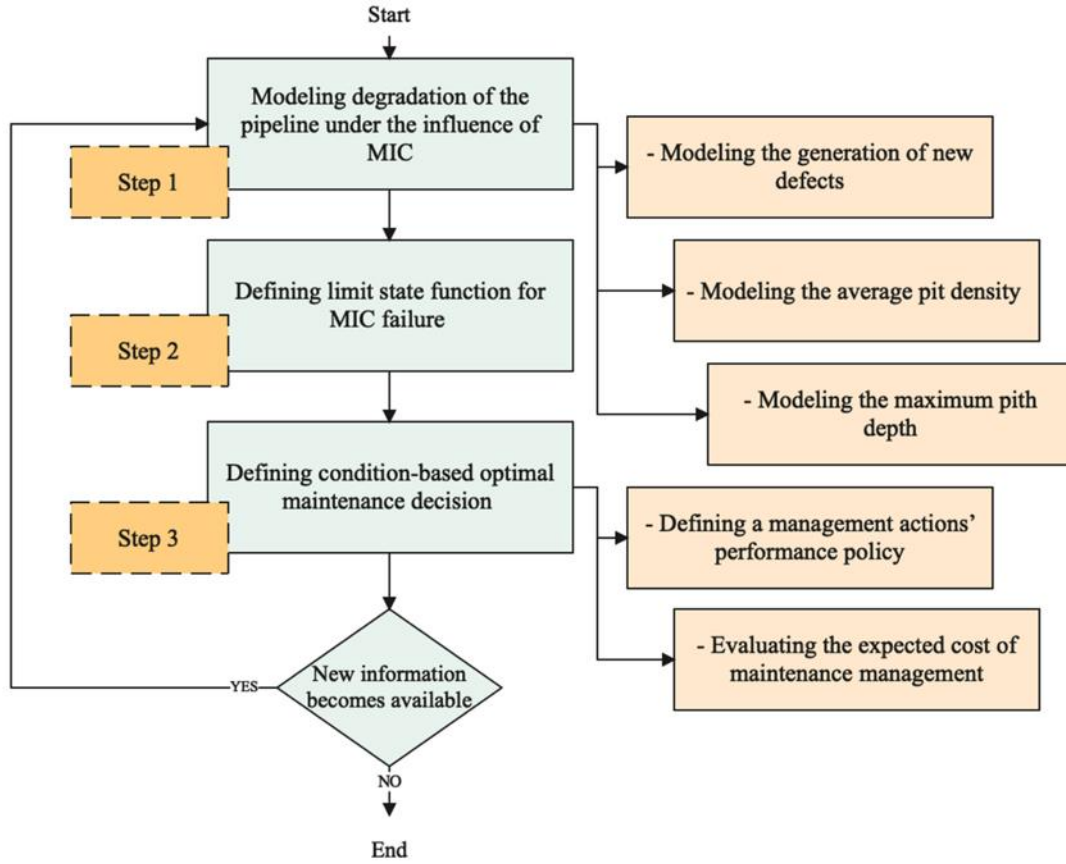 Start
Modeling degradation of the
pipeline under the influence of
MIC
Step 1
- Modeling the generation of new
defects
- Modeling the average pit density
- Modeling the maximum pith
depth
Defining limit state function for
MIC failure
Step 2
Defining condition-based optimal
maintenance decision
Step 3
- Defining a management actions’
performance policy
- Evaluating the expected cost of
maintenance management
New information
becomes available
YES
NO
End